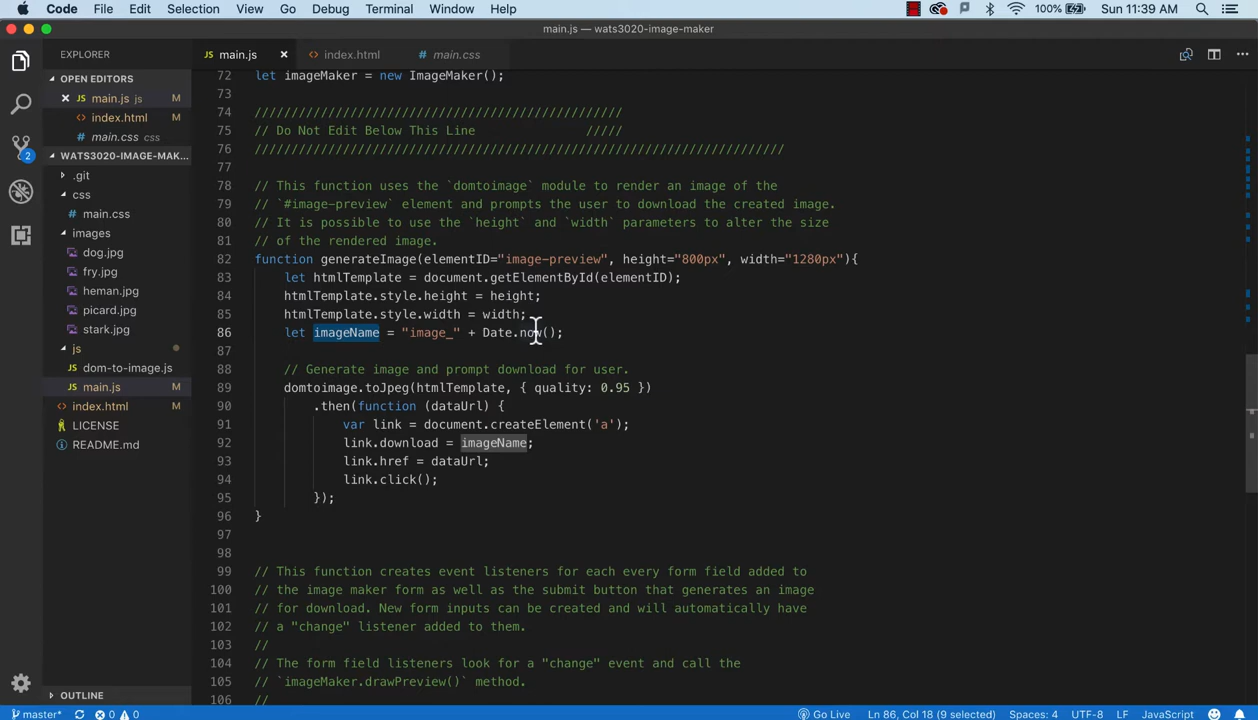 Code File Edit Selection View Go Debug Terminal Window Help 100% Sun 11:39 AM
main.js — wats3020-image-maker
EXPLORER
JS main.js
<> index.html
# main.css
OPEN EDITORS
JS main.js js M
<> index.html M
# main.css css
WATS3020-IMAGE-MAK...
.git
css
main.css
images
dog.jpg
fry.jpg
heman.jpg
picard.jpg
stark.jpg
js
JS dom-to-image.js
JS main.js M
<> index.html M
LICENSE
README.md
OUTLINE
2
72 let imageMaker = new ImageMaker();
73
74 //////////////////////////////////////////////////
75 // Do Not Edit Below This Line               /////
76 ////////////////////////////////////////////////////////////////////////
77
78 // This function uses the `domtoimage` module to render an image of the
79 // `#image-preview` element and prompts the user to download the created image.
80 // It is possible to use the `height` and `width` parameters to alter the size
81 // of the rendered image.
82 function generateImage(elementID="image-preview", height="800px", width="1280px"){
83     let htmlTemplate = document.getElementById(elementID);
84     htmlTemplate.style.height = height;
85     htmlTemplate.style.width = width;
86     let imageName = "image_" + Date.now();
87
88     // Generate image and prompt download for user.
89     domtoimage.toJpeg(htmlTemplate, { quality: 0.95 })
90         .then(function (dataUrl) {
91             var link = document.createElement('a');
92             link.download = imageName;
93             link.href = dataUrl;
94             link.click();
95         });
96 }
97
98
99 // This function creates event listeners for each every form field added to
100 // the image maker form as well as the submit button that generates an image
101 // for download. New form inputs can be created and will automatically have
102 // a "change" listener added to them.
103 //
104 // The form field listeners look for a "change" event and call the
105 // `imageMaker.drawPreview()` method.
106 //
master* 0 0 Go Live Ln 86, Col 18 (9 selected) Spaces: 4 UTF-8 LF JavaScript